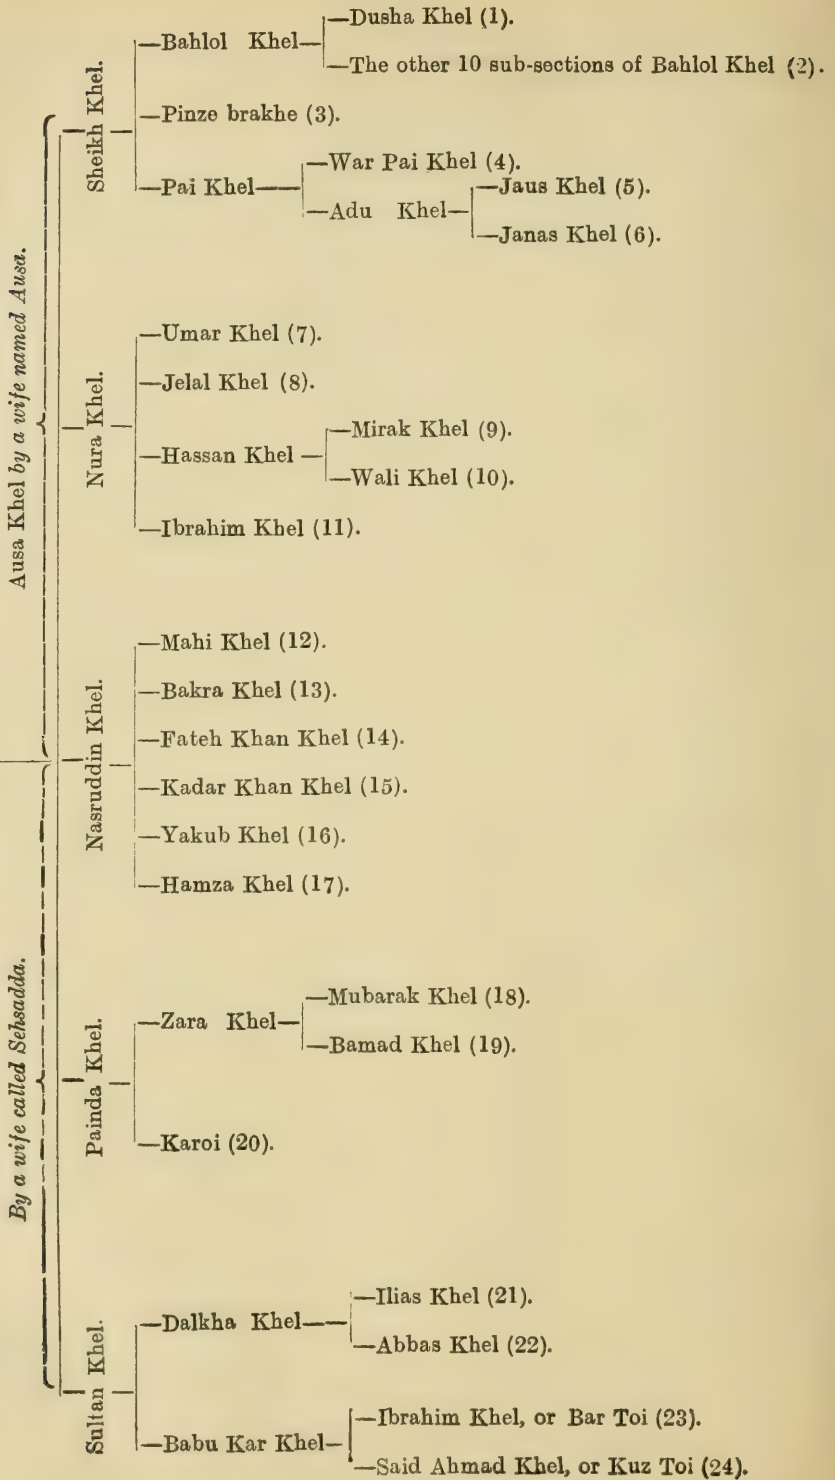 Ausa Khel by a wife named Ausa.
Sheikh Khel.
—Bahlol Khel—
—Dusha Khel (1).
—The other 10 sub-sections of Bahlol Khel (2).
—Pinze brakhe (3).
—Pai Khel—
—War Pai Khel (4).
—Adu Khel—
—Jaus Khel (5).
—Janas Khel (6).
Nura Khel.
—Umar Khel (7).
—Jelal Khel (8).
—Hassan Khel—
—Mirak Khel (9).
—Wali Khel (10).
—Ibrahim Khel (11).
Nasruddin Khel.
—Mahi Khel (12).
—Bakra Khel (13).
—Fateh Khan Khel (14).
—Kadar Khan Khel (15).
—Yakub Khel (16).
—Hamza Khel (17).
By a wife called Sehsadda.
Painda Khel.
—Zara Khel—
—Mubarak Khel (18).
—Bamad Khel (19).
—Karoi (20).
Sultan Khel.
—Dalkha Khel—
—Ilias Khel (21).
—Abbas Khel (22).
—Babu Kar Khel—
—Ibrahim Khel, or Bar Toi (23).
—Said Ahmad Khel, or Kuz Toi (24).